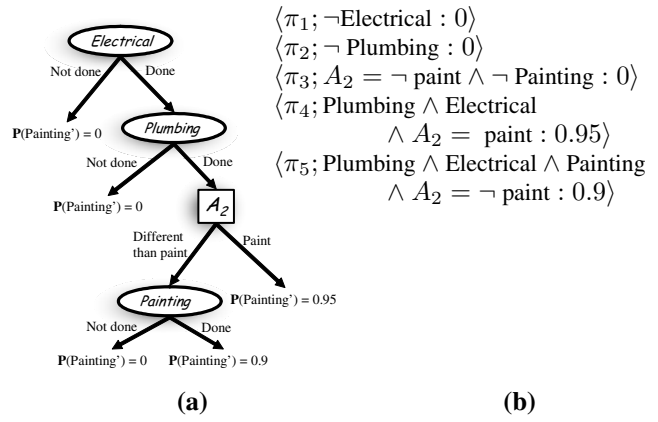 Electrical
Not done
Done
P(Painting') = 0
Plumbing
Not done
Done
P(Painting') = 0
A₂
Different
than paint
Paint
Painting
P(Painting') = 0.95
Not done
Done
P(Painting') = 0
P(Painting') = 0.9
(a)
⟨π₁; ¬Electrical : 0⟩
⟨π₂; ¬ Plumbing : 0⟩
⟨π₃; A₂ = ¬ paint ∧ ¬ Painting : 0⟩
⟨π₄; Plumbing ∧ Electrical
∧ A₂ = paint : 0.95⟩
⟨π₅; Plumbing ∧ Electrical ∧ Painting
∧ A₂ = ¬ paint : 0.9⟩
(b)